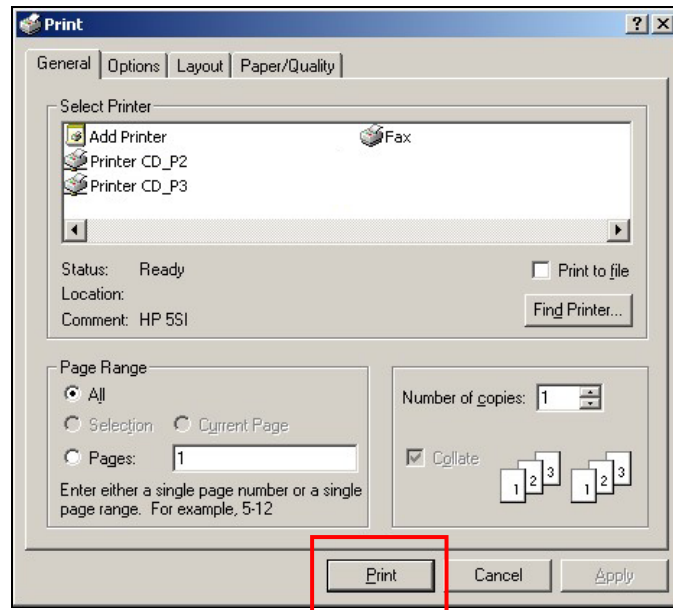 Print
General Options Layout Paper/Quality
Select Printer
Add Printer Fax
Printer CD_P2
Printer CD_P3
Status: Ready
Print to file
Location:
Find Printer...
Comment: HP 5SI
Page Range
All
Number of copies: 1
Selection Current Page
Pages: 1
Collate
1 2 3 1 2 3
Enter either a single page number or a single
page range. For example, 5-12
Print Cancel Apply